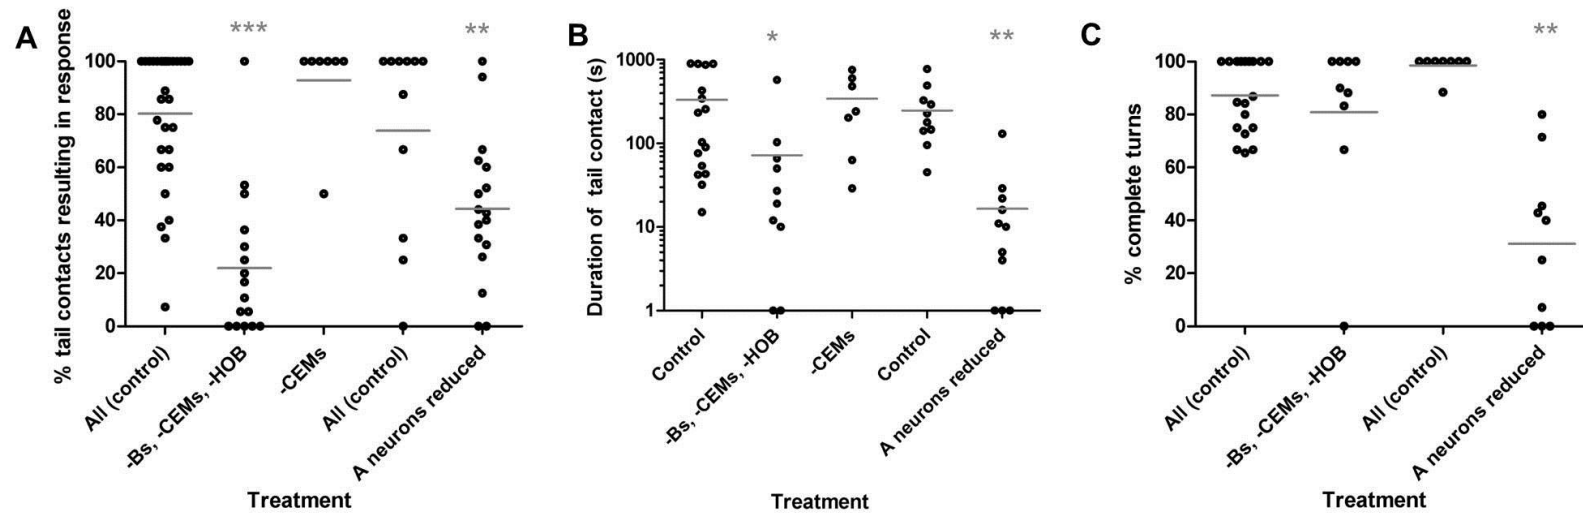 A
% tail contacts resulting in response
***
**
100
80
60
40
20
0
All (control)
-Bs, -CEMs, -HOB
-CEMs
All (control)
A neurons reduced
Treatment
B
Duration of tail contact (s)
*
**
1000
100
10
1
Control
-Bs, -CEMs, -HOB
-CEMs
Control
A neurons reduced
Treatment
C
% complete turns
**
100
80
60
40
20
0
All (control)
-Bs, -CEMs, -HOB
All (control)
A neurons reduced
Treatment